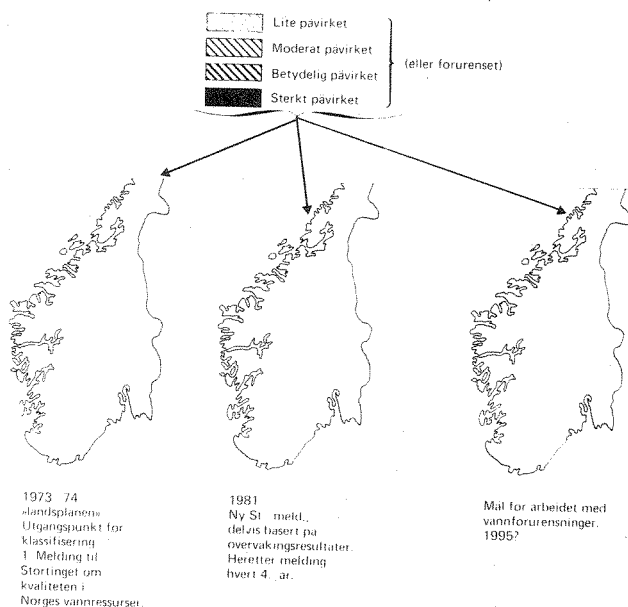 Lite påvirket
Moderat påvirket
Betydelig påvirket
Sterkt påvirket
(eller forurenset)
1973 74
»landsplanen»
Utgangspunkt for
klassifisering
1 Melding til
Stortinget om
kvaliteten i
Norges vannressurser.
1981
Ny St meld.,
delvis basert på
overvakingsresultater.
Heretter melding
hvert 4. år.
Mål for arbeidet med
vannforurensninger.
1995?